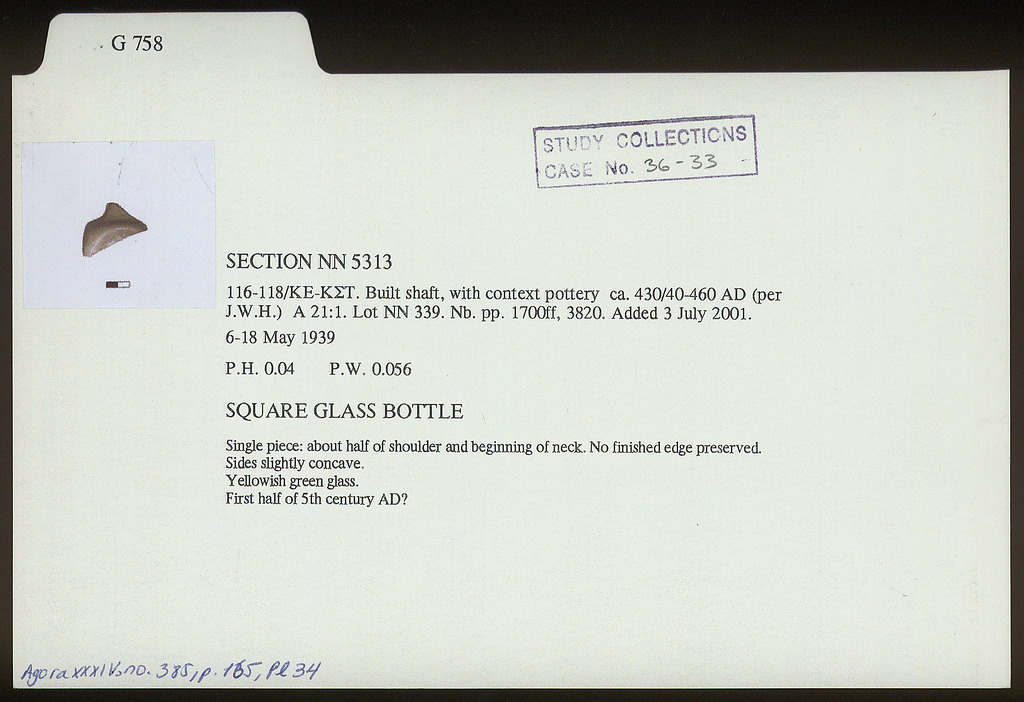 G 758
STUDY COLLECTIONS
CASE No. 36-33
SECTION NN 5313
116-118/KE-KΣT. Built shaft, with context pottery ca. 430/40-460 AD (per
J.W.H.) A 21:1. Lot NN 339. Nb. pp. 1700ff, 3820. Added 3 July 2001.
6-18 May 1939
P.H. 0.04 P.W. 0.056
SQUARE GLASS BOTTLE
Single piece: about half of shoulder and beginning of neck. No finished edge preserved.
Sides slightly concave.
Yellowish green glass.
First half of 5th century AD?
Agora XXXIV, no. 385, p. 165, Pl 34